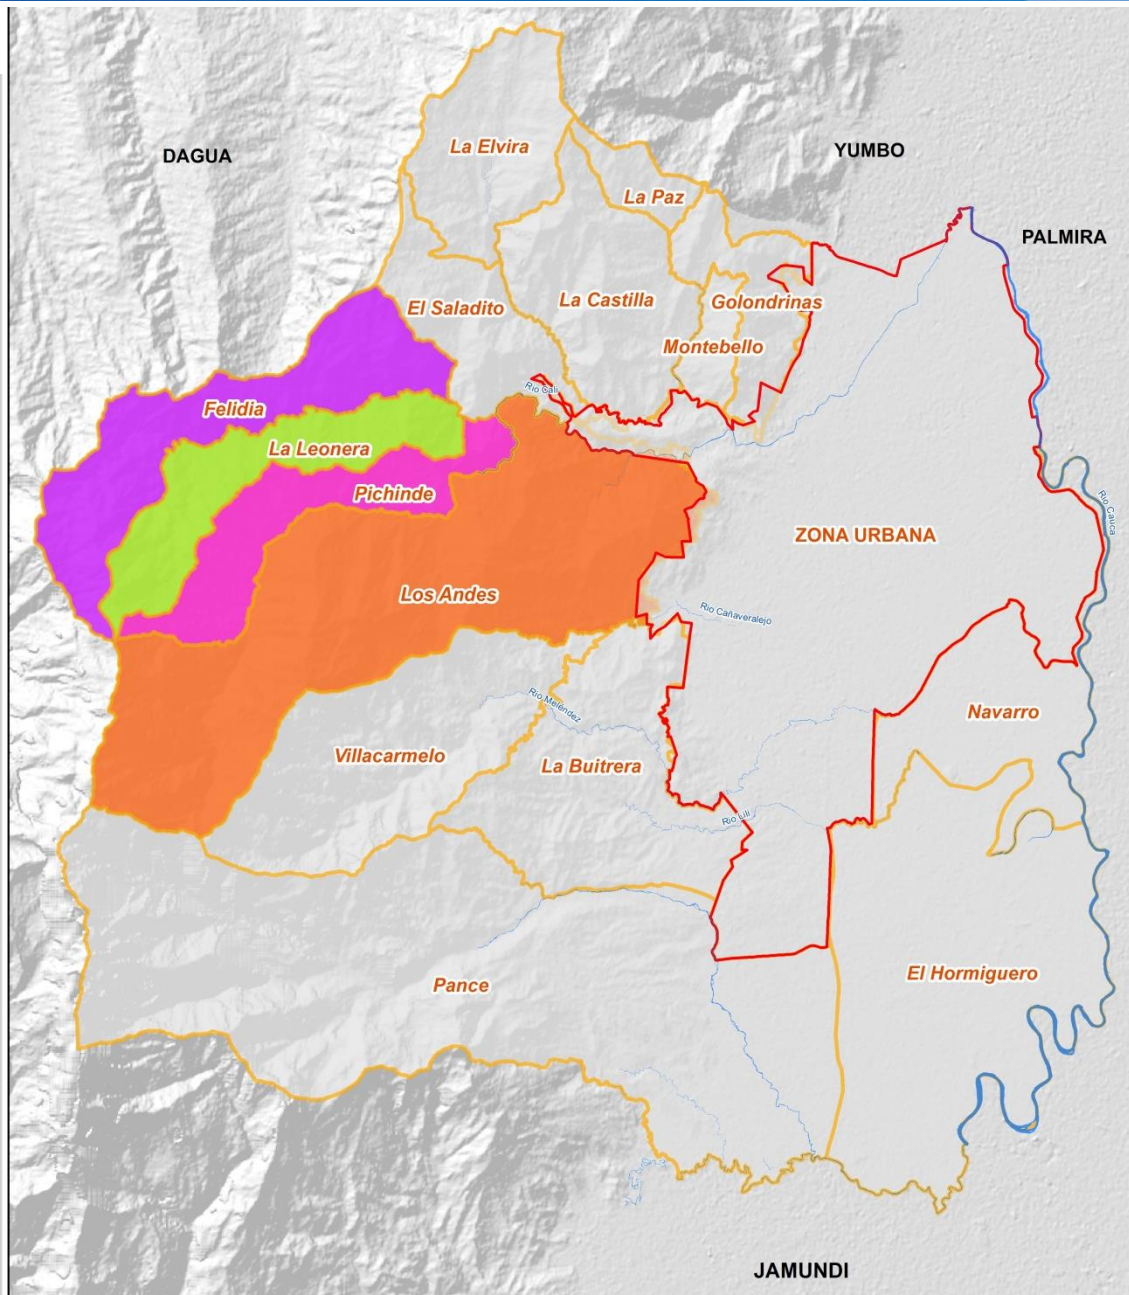 La Elvira
YUMBO
DAGUA
La Paz
PALMIRA
La Castilla
Golondrinas
El Saladito
Montebello
Rio Cali
Felidia
La Leonera
Pichinde
Rio Cauca
ZONA URBANA
Los Andes
Rio Cañaveralejo
Rio Meléndez
Navarro
Villacarmelo
La Buitrera
Rio Lili
El Hormiguero
Pance
JAMUNDI